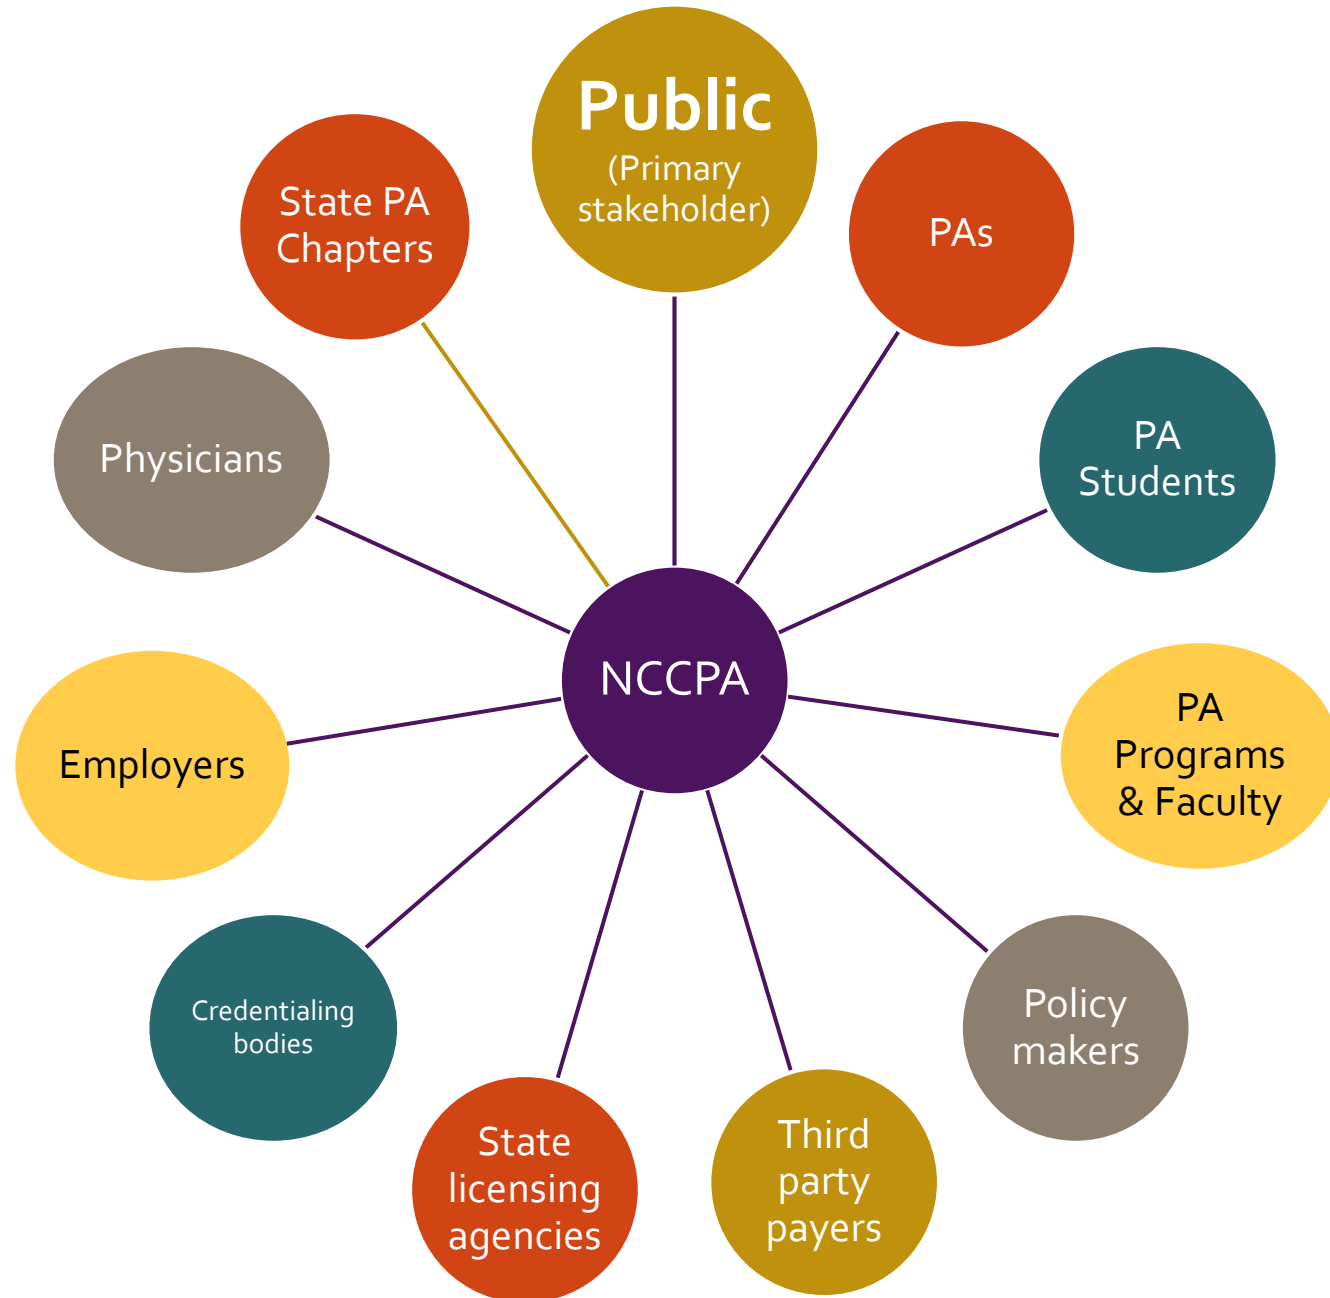 Public
(Primary
stakeholder)
PAs
PA
Students
PA
Programs
& Faculty
Policy
makers
Third
party
payers
State
licensing
agencies
Credentialing
bodies
Employers
Physicians
State PA
Chapters
NCCPA